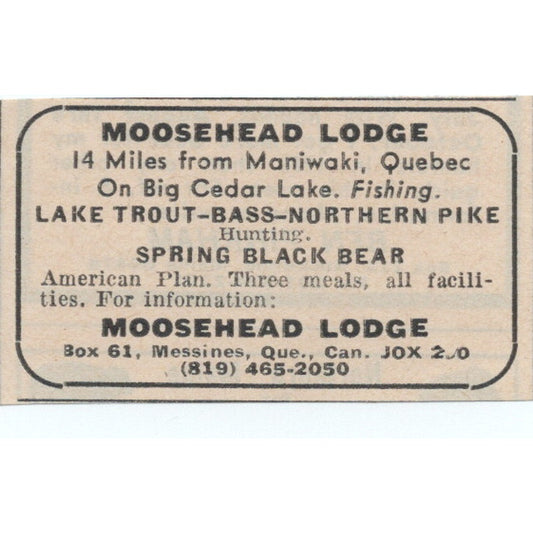 MOOSEHEAD LODGE
14 Miles from Maniwaki, Quebec
On Big Cedar Lake. Fishing.
LAKE TROUT-BASS-NORTHERN PIKE
Hunting.
SPRING BLACK BEAR
American Plan. Three meals, all facili-
ties. For information:
MOOSEHEAD LODGE
Box 61, Messines, Que., Can. JOX
(819) 465-2050